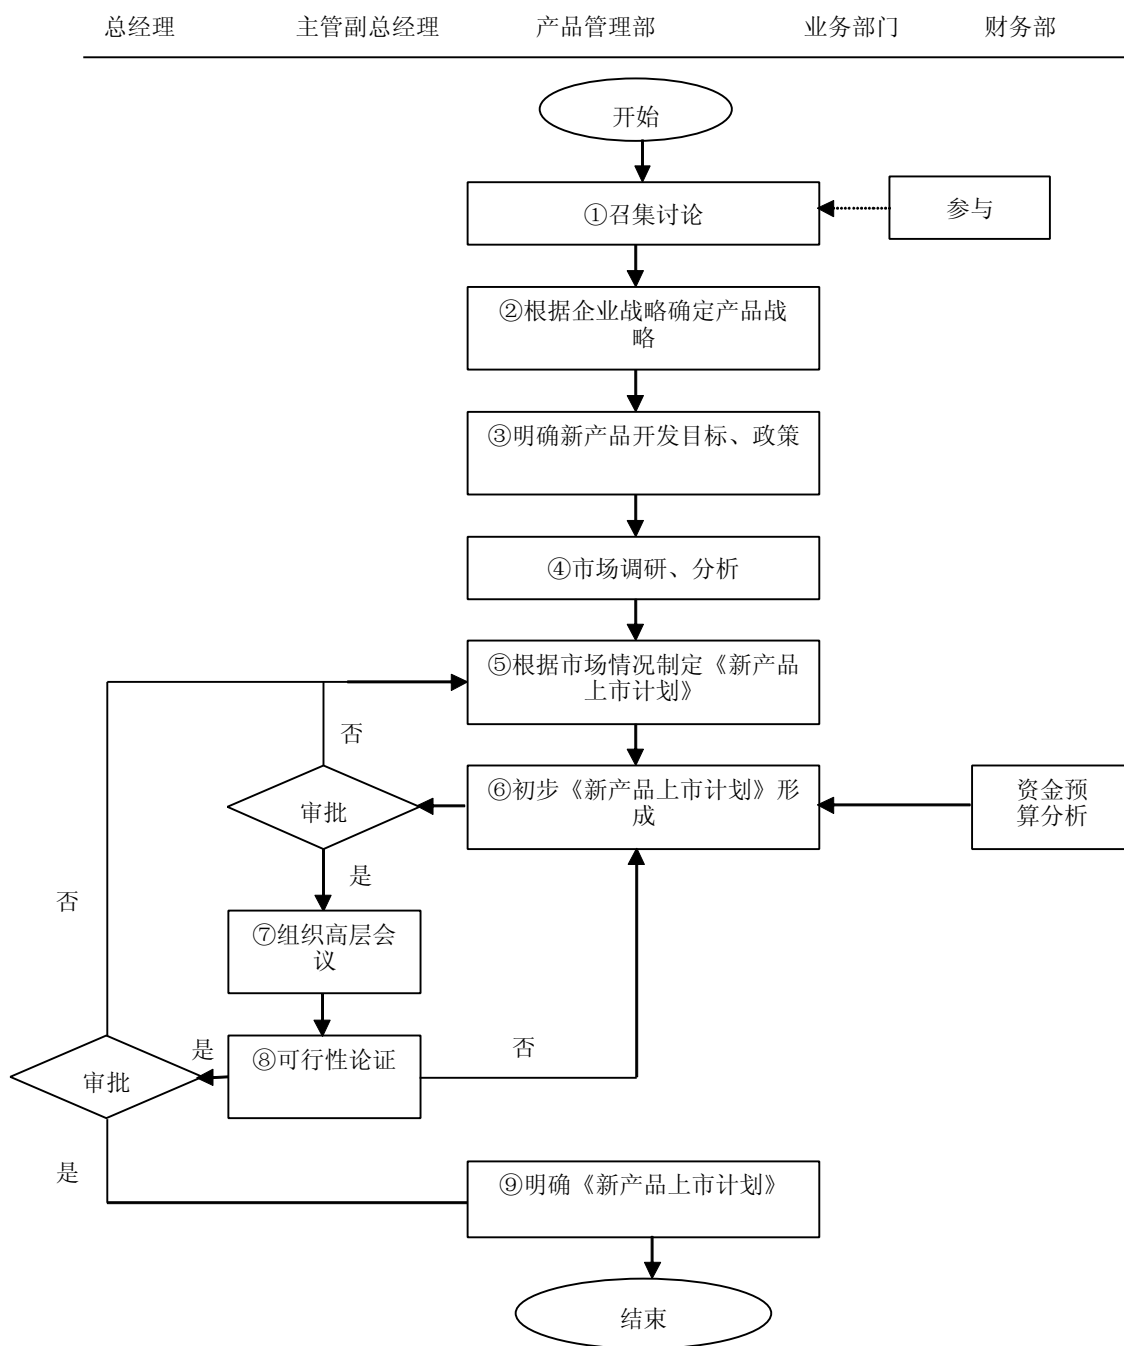 总经理
主管副总经理
产品管理部
业务部门
财务部
开始
①召集讨论
参与
②根据企业战略确定产品战
略
③明确新产品开发目标、政策
④市场调研、分析
⑤根据市场情况制定《新产品
上市计划》
否
⑥初步《新产品上市计划》形
成
资金预
算分析
审批
是
否
⑦组织高层会
议
⑧可行性论证
否
是
审批
是
⑨明确《新产品上市计划》
结束